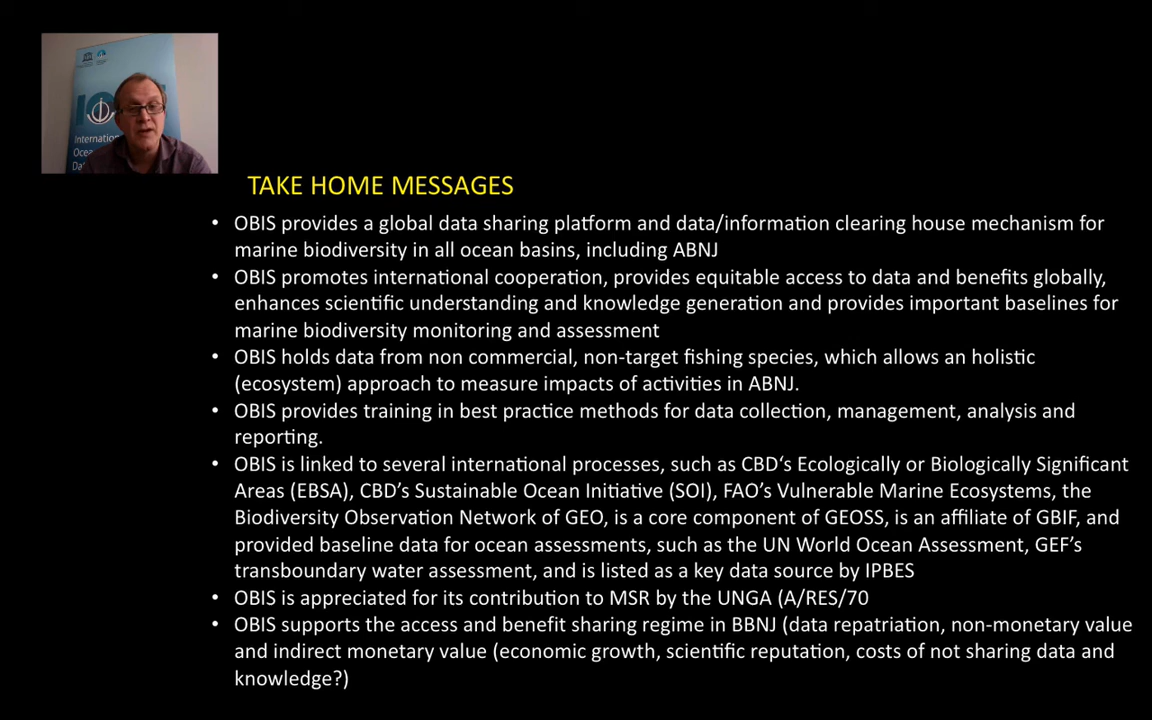 IO
Internation
Ocea
Dat
TAKE HOME MESSAGES
• OBIS provides a global data sharing platform and data/information clearing house mechanism for
marine biodiversity in all ocean basins, including ABNJ
• OBIS promotes international cooperation, provides equitable access to data and benefits globally,
enhances scientific understanding and knowledge generation and provides important baselines for
marine biodiversity monitoring and assessment
• OBIS holds data from non commercial, non-target fishing species, which allows an holistic
(ecosystem) approach to measure impacts of activities in ABNJ.
• OBIS provides training in best practice methods for data collection, management, analysis and
reporting.
• OBIS is linked to several international processes, such as CBD‘s Ecologically or Biologically Significant
Areas (EBSA), CBD’s Sustainable Ocean Initiative (SOI), FAO’s Vulnerable Marine Ecosystems, the
Biodiversity Observation Network of GEO, is a core component of GEOSS, is an affiliate of GBIF, and
provided baseline data for ocean assessments, such as the UN World Ocean Assessment, GEF’s
transboundary water assessment, and is listed as a key data source by IPBES
• OBIS is appreciated for its contribution to MSR by the UNGA (A/RES/70
• OBIS supports the access and benefit sharing regime in BBNJ (data repatriation, non-monetary value
and indirect monetary value (economic growth, scientific reputation, costs of not sharing data and
knowledge?)